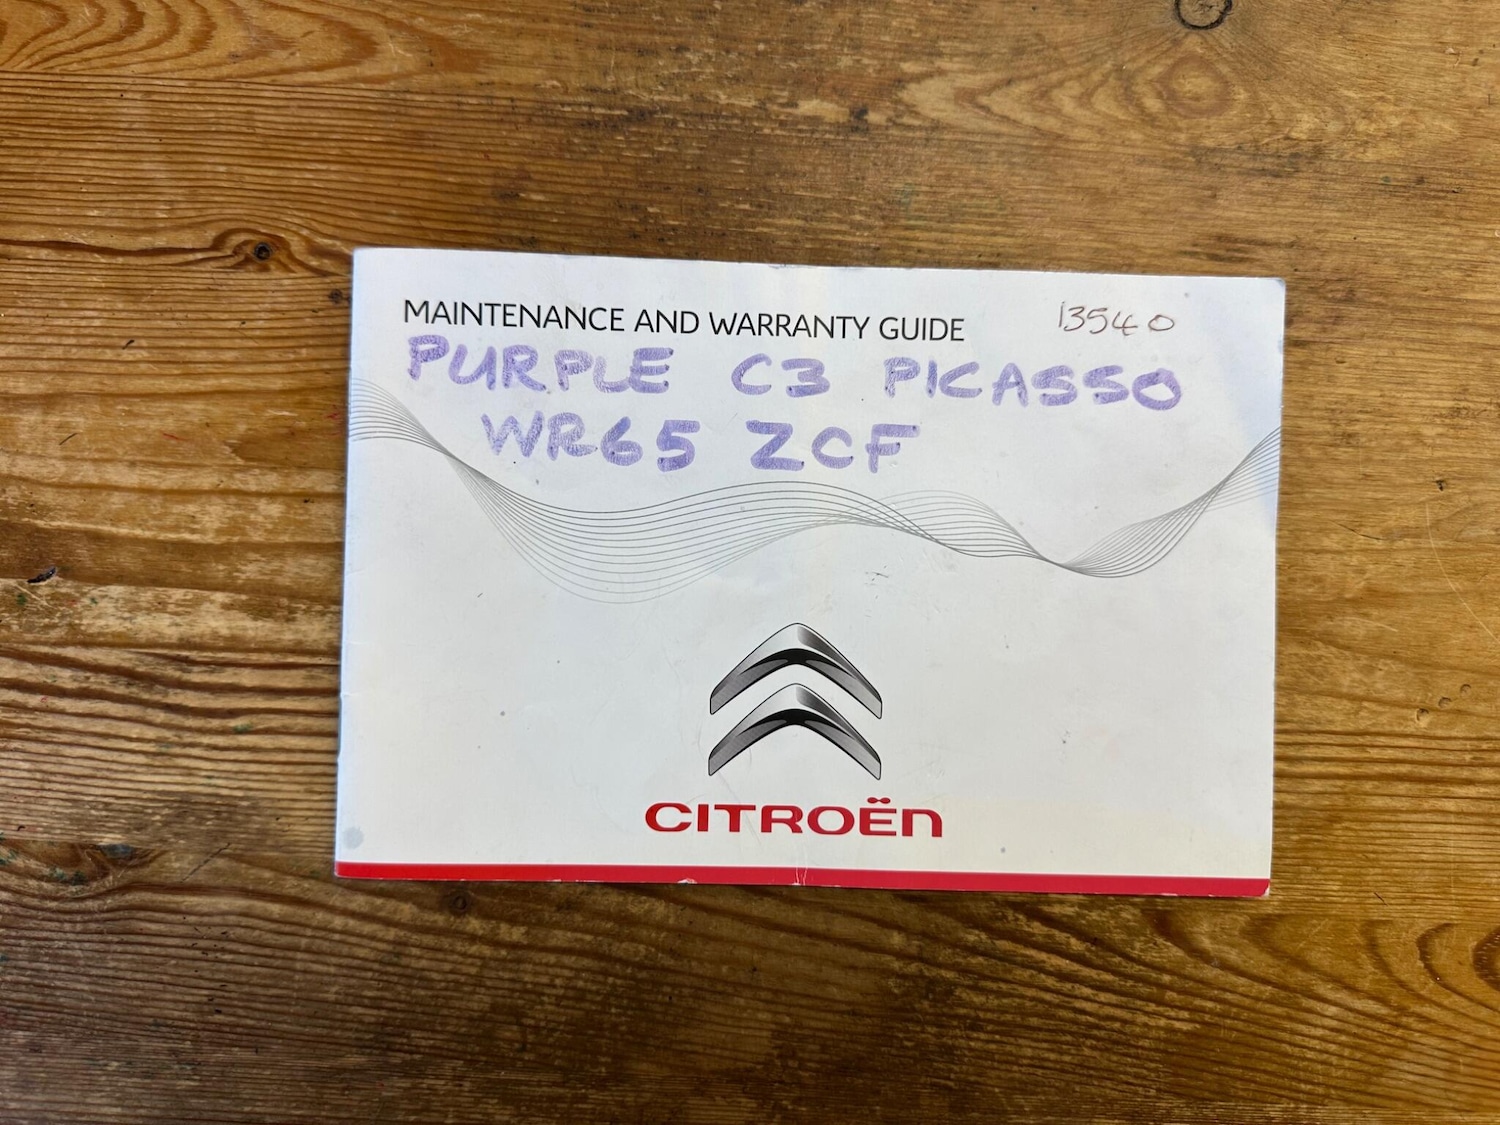 MAINTENANCE AND WARRANTY GUIDE 13540
PURPLE C3 PICASSO
WR65 ZCF
CITROËN